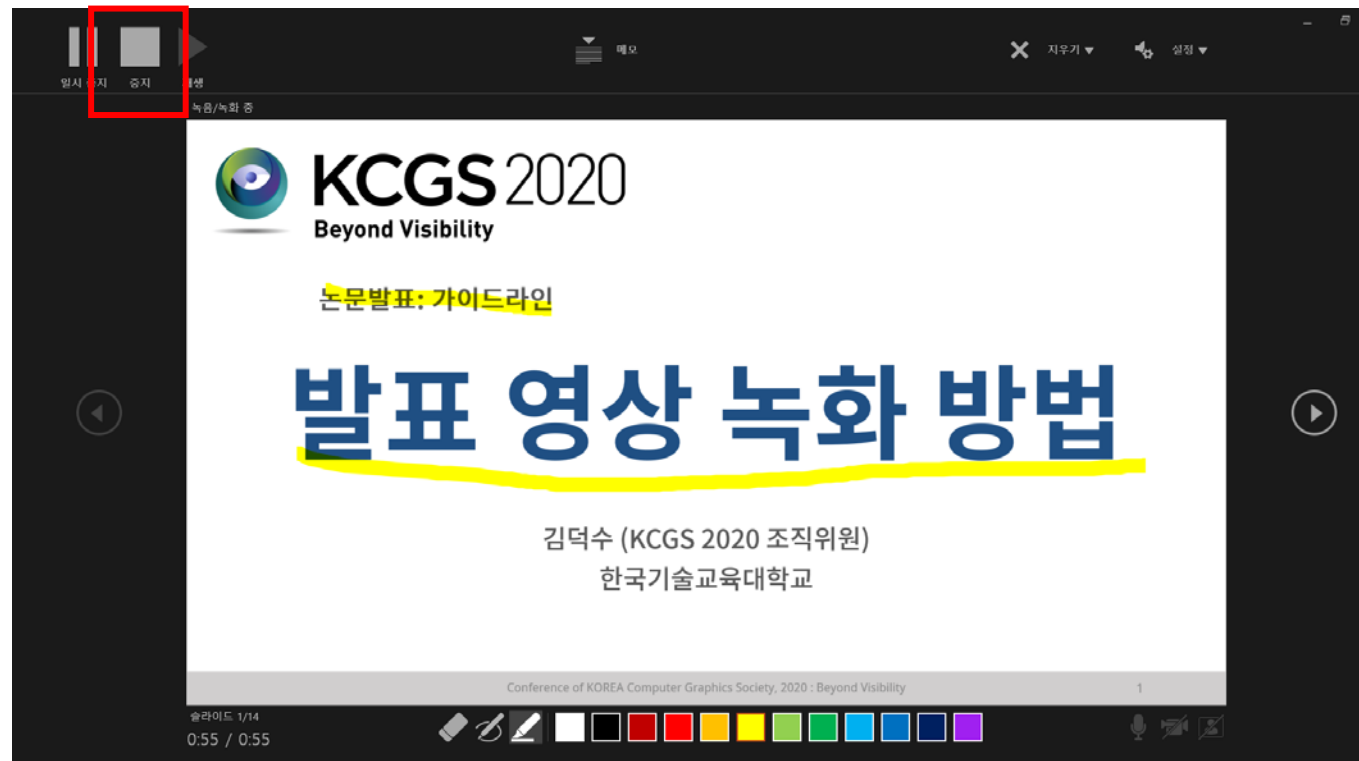 메모
지우기
설정
일시 중지
중지
녹음/녹화 중
KCGS 2020
Beyond Visibility
논문발표: 가이드라인
발표 영상 녹화 방법
김덕수 (KCGS 2020 조직위원)
한국기술교육대학교
Conference of KOREA Computer Graphics Society, 2020 : Beyond Visibility 1
슬라이드 1/14
0:55 / 0:55